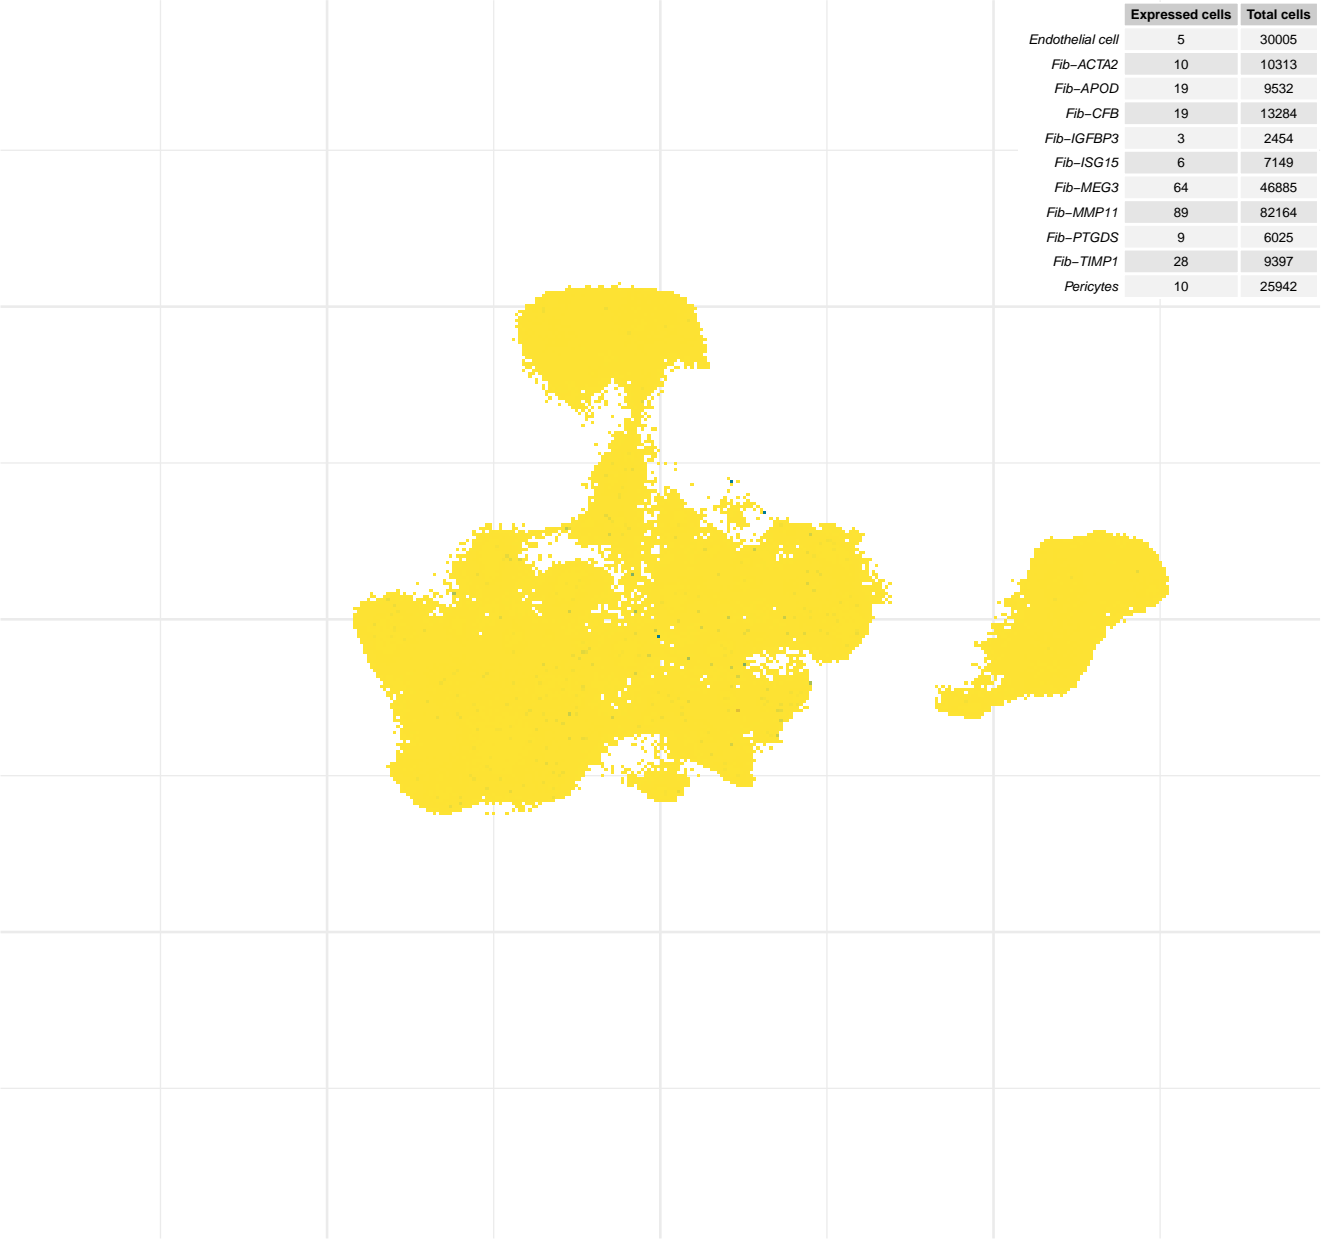 Expressed cells Total cells
Endothelial cell 5 30005
Fib−ACTA2 10 10313
Fib−APOD 19 9532
Fib−CFB 19 13284
Fib−IGFBP3 3 2454
Fib−ISG15 6 7149
Fib−MEG3 64 46885
Fib−MMP11 89 82164
Fib−PTGDS 9 6025
Fib−TIMP1 28 9397
Pericytes 10 25942